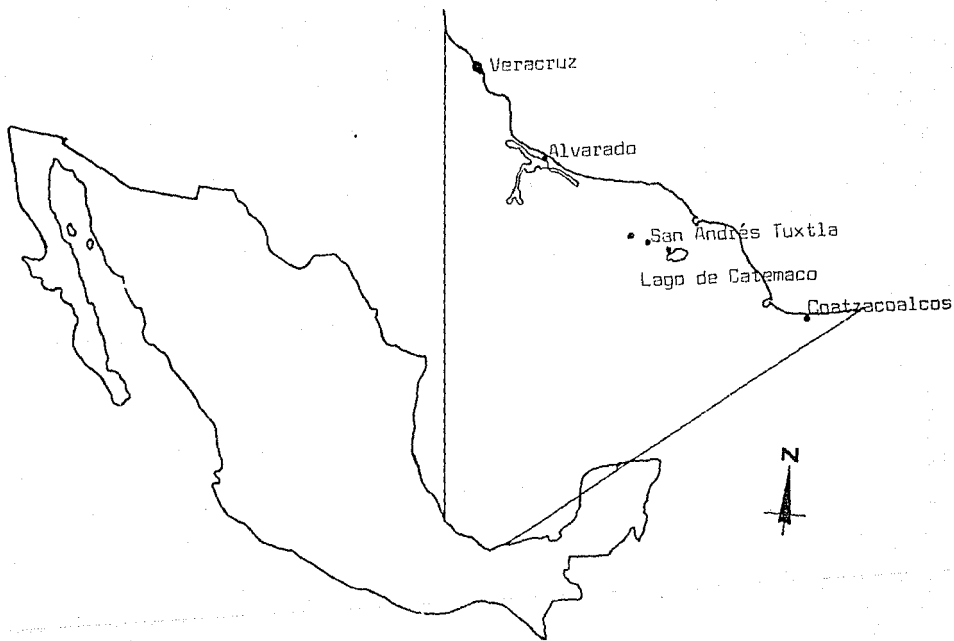 Veracruz
Alvarado
San Andrés Tuxtla
Lago de Catemaco
Coatzacoalcos
N